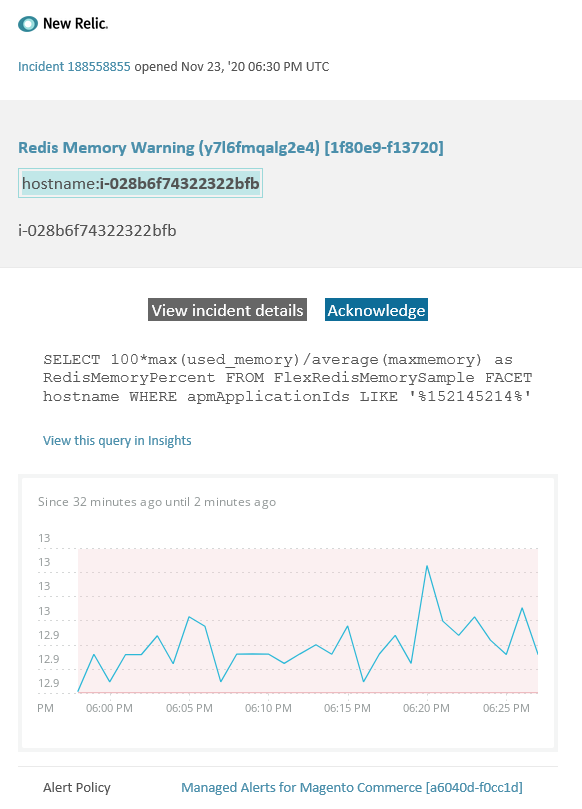 New Relic.
Incident 188558855 opened Nov 23, '20 06:30 PM UTC
Redis Memory Warning (y7l6fmqalg2e4) [1f80e9-f13720]
hostname:i-028b6f74322322bfb
i-028b6f74322322bfb
View incident details Acknowledge
SELECT 100*max(used_memory)/average(maxmemory) as
RedisMemoryPercent FROM FlexRedisMemorySample FACET
hostname WHERE apmApplicationIds LIKE '%152145214%'
View this query in Insights
Since 32 minutes ago until 2 minutes ago
13
13
13
13
12.9
12.9
12.9
PM 06:00 PM 06:05 PM 06:10 PM 06:15 PM 06:20 PM 06:25 PM
Alert Policy Managed Alerts for Magento Commerce [a6040d-f0cc1d]